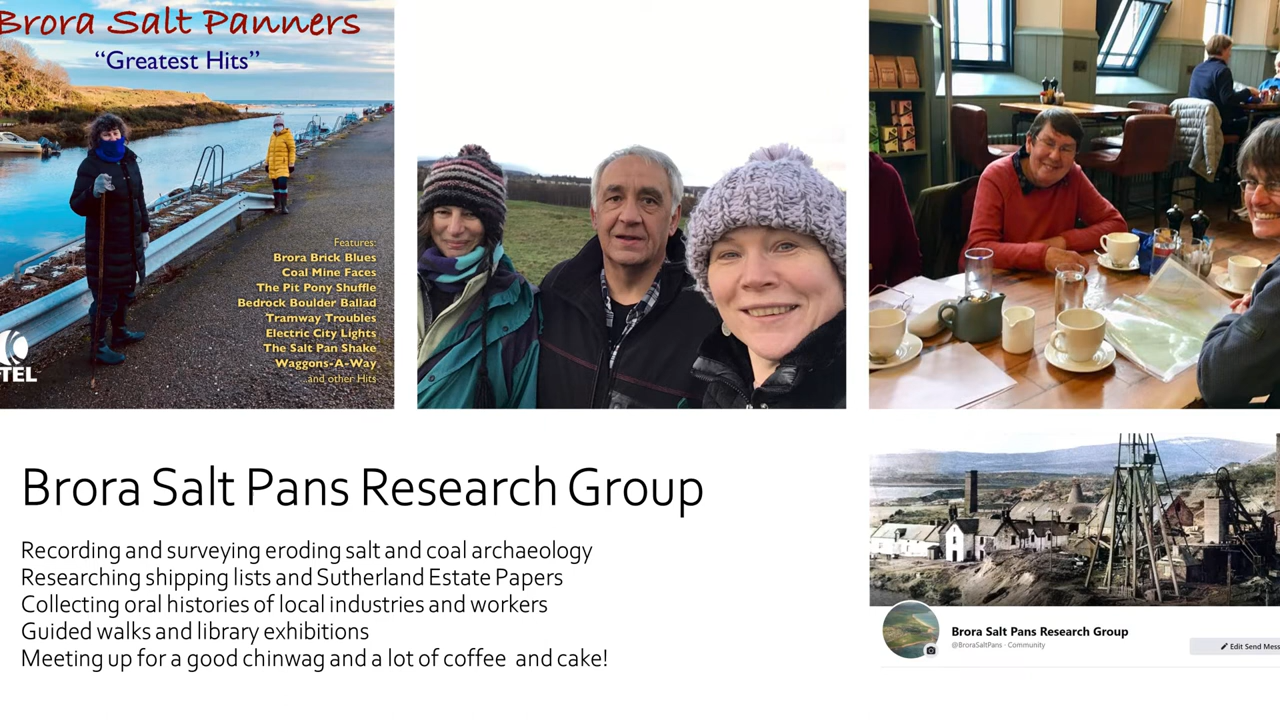 Brora Salt Panners
“Greatest Hits”
Features:
Brora Brick Blues
Coal Mine Faces
The Pit Pony Shuffle
Bedrock Boulder Ballad
Tramway Troubles
Electric City Lights
The Salt Pan Shake
Waggons-A-Way
...and other Hits
TEL
Brora Salt Pans Research Group
Recording and surveying eroding salt and coal archaeology
Researching shipping lists and Sutherland Estate Papers
Collecting oral histories of local industries and workers
Guided walks and library exhibitions
Meeting up for a good chinwag and a lot of coffee and cake!
Brora Salt Pans Research Group
@BroraSaltPans · Community
Edit Send Mess